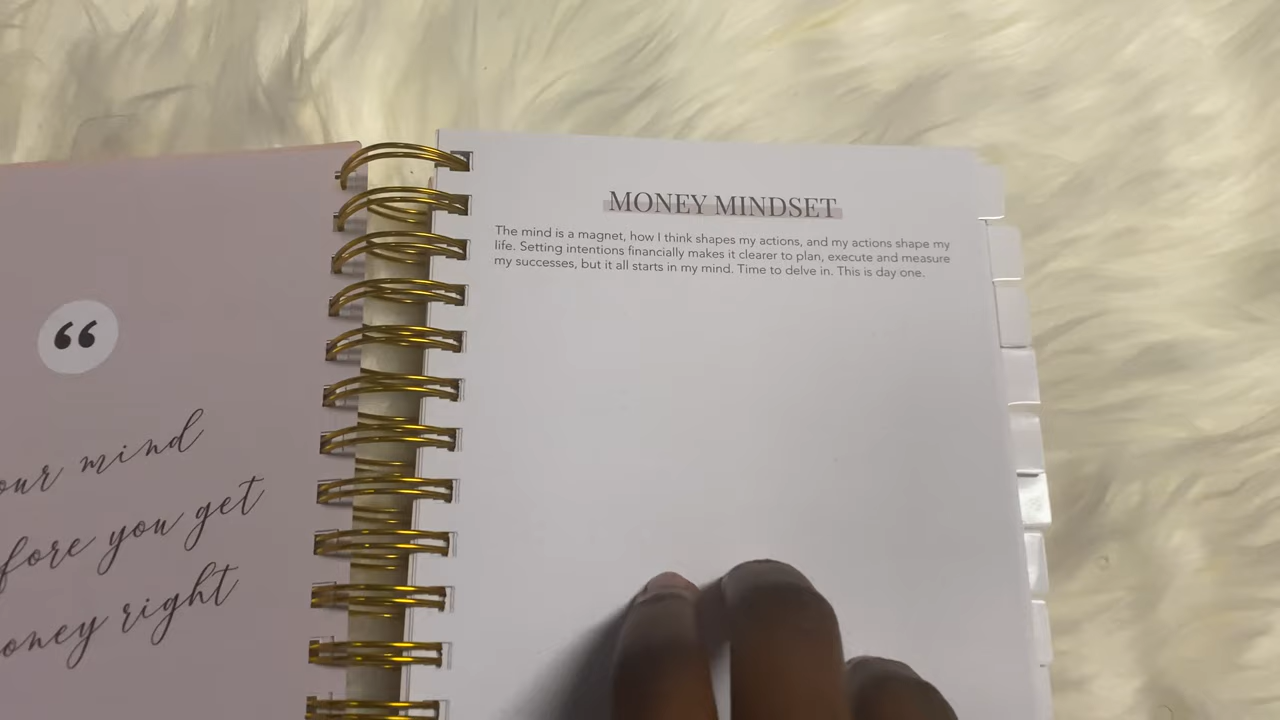 “
our mind
fore you get
oney right
MONEY MINDSET
The mind is a magnet, how I think shapes my actions, and my actions shape my
life. Setting intentions financially makes it clearer to plan, execute and measure
my successes, but it all starts in my mind. Time to delve in. This is day one.